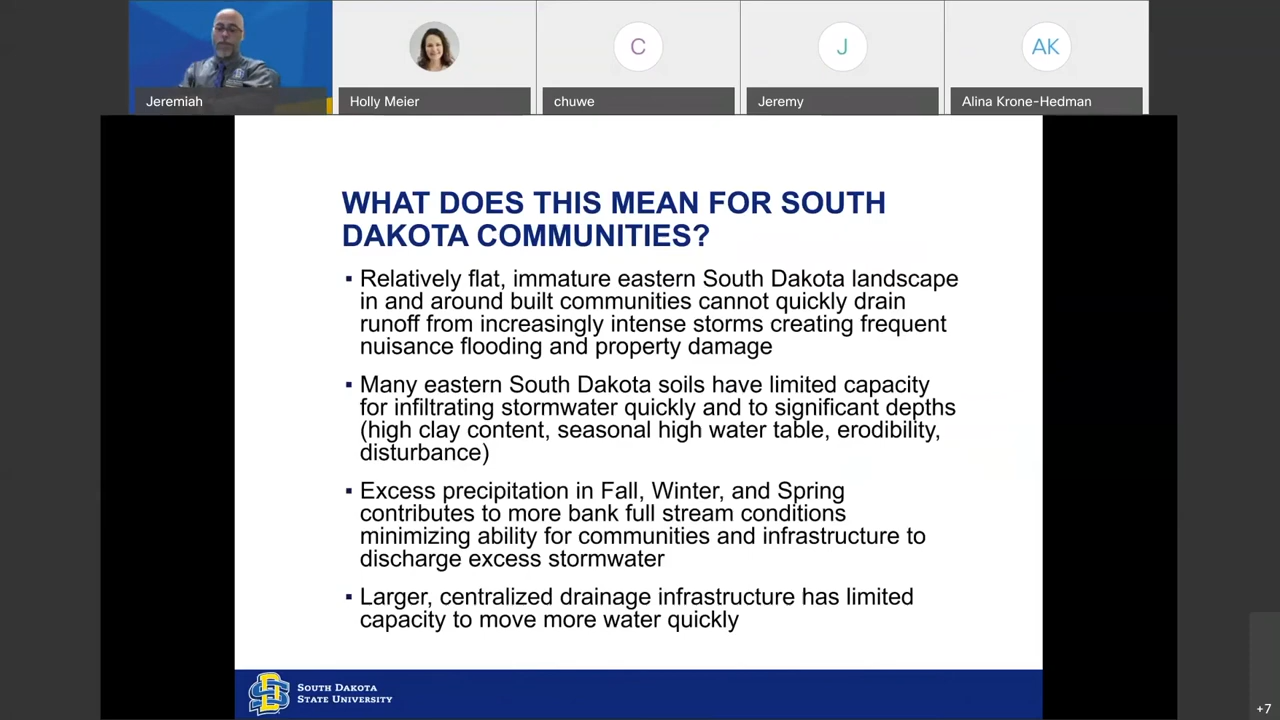 Jeremiah
Holly Meier
C
chuwe
J
Jeremy
AK
Alina Krone-Hedman
WHAT DOES THIS MEAN FOR SOUTH
DAKOTA COMMUNITIES?
▪ Relatively flat, immature eastern South Dakota landscape
in and around built communities cannot quickly drain
runoff from increasingly intense storms creating frequent
nuisance flooding and property damage
▪ Many eastern South Dakota soils have limited capacity
for infiltrating stormwater quickly and to significant depths
(high clay content, seasonal high water table, erodibility,
disturbance)
▪ Excess precipitation in Fall, Winter, and Spring
contributes to more bank full stream conditions
minimizing ability for communities and infrastructure to
discharge excess stormwater
▪ Larger, centralized drainage infrastructure has limited
capacity to move more water quickly
SOUTH DAKOTA
STATE UNIVERSITY
+7